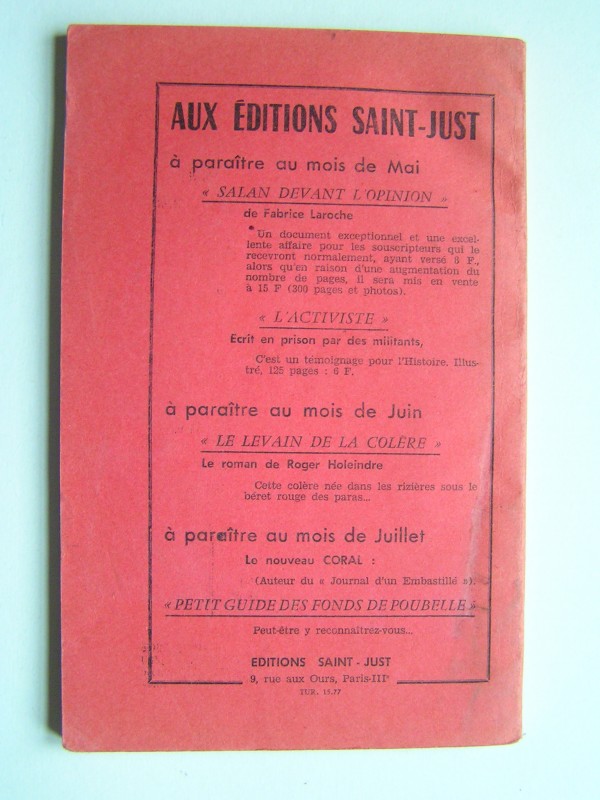 AUX ÉDITIONS SAINT-JUST
à paraître au mois de Mai
« SALAN DEVANT L'OPINION »
de Fabrice Laroche
Un document exceptionnel et une excel-
lente affaire pour les souscripteurs qui le
recevront normalement, ayant versé 8 F.,
alors qu'en raison d'une augmentation du
nombre de pages, il sera mis en vente
à 15 F (300 pages et photos).
« L'ACTIVISTE »
Ecrit en prison par des militants,
C'est un témoignage pour l'Histoire. Illus-
tré, 125 pages : 6 F.
à paraître au mois de Juin
« LE LEVAIN DE LA COLÈRE »
Le roman de Roger Holeindre
Cette colère née dans les rizières sous le
béret rouge des paras...
à paraître au mois de Juillet
Le nouveau CORAL :
(Auteur du « Journal d'un Embastillé »).
« PETIT GUIDE DES FONDS DE POUBELLE »
Peut-être y reconnaîtrez-vous...
EDITIONS SAINT-JUST
9, rue aux Ours, Paris-IIIᵉ
TUR. 15.77